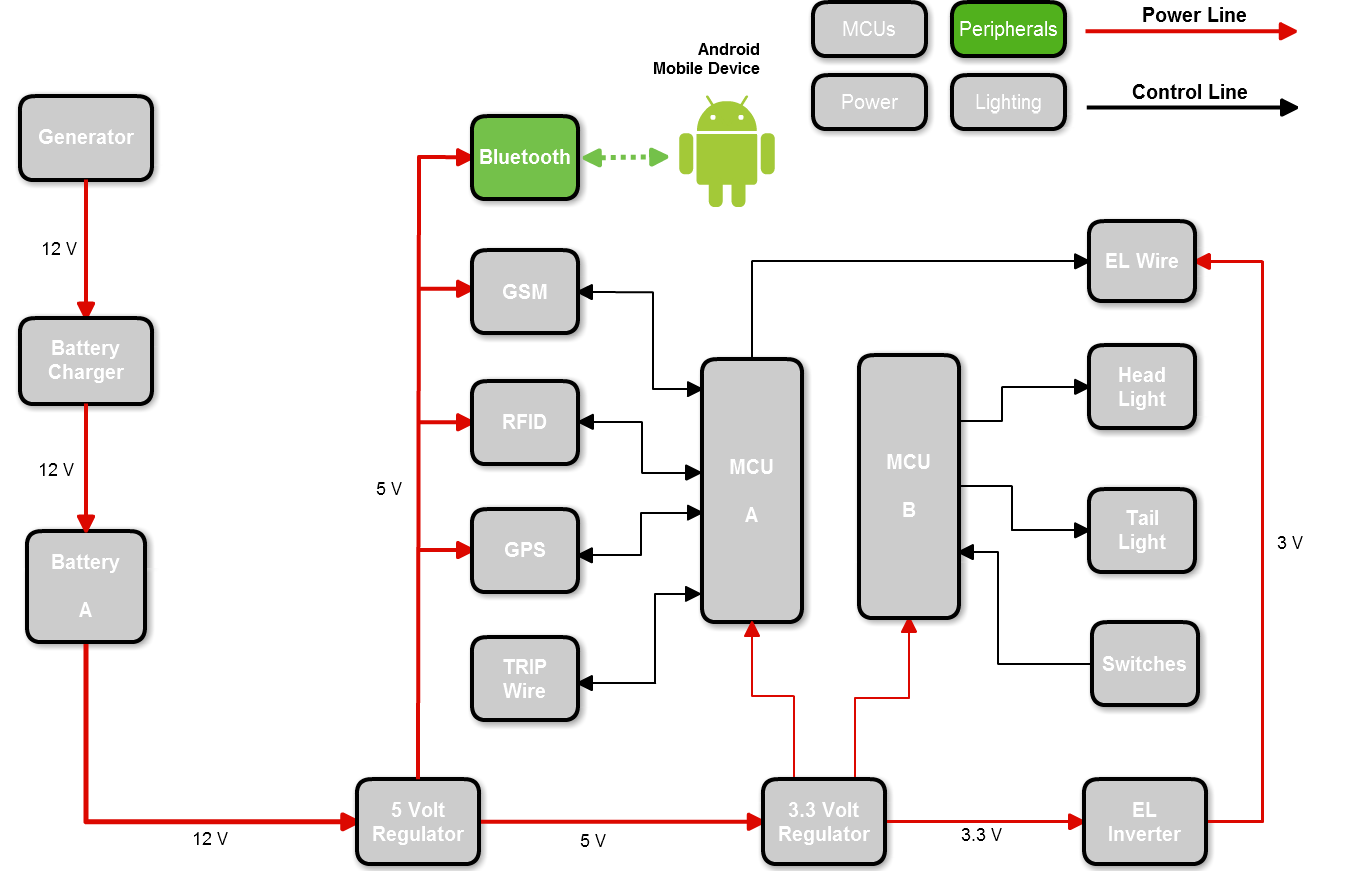 Power Line
MCUs
Peripherals
Android
Mobile Device
Control Line
Power
Lighting
Generator
Bluetooth
12 V
EL Wire
GSM
Battery
Charger
Head
Light
RFID
12 V
MCU
A
MCU
B
5 V
Tail
Light
GPS
3 V
Battery
A
TRIP
Wire
Switches
5 Volt
Regulator
3.3 Volt
Regulator
EL
Inverter
12 V
5 V
3.3 V